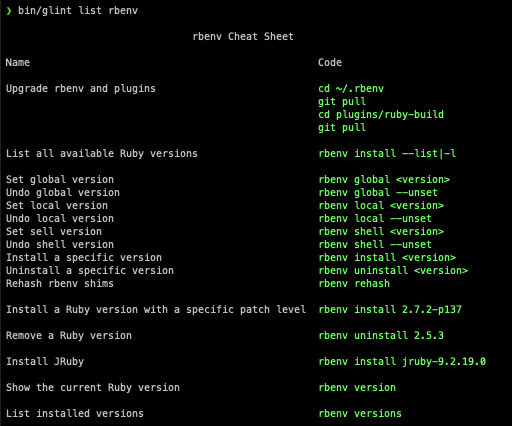 ❯ bin/glint list rbenv
rbenv Cheat Sheet
Name Code
Upgrade rbenv and plugins cd ~/.rbenv
git pull
cd plugins/ruby-build
git pull
List all available Ruby versions rbenv install --list|-l
Set global version rbenv global <version>
Undo global version rbenv global --unset
Set local version rbenv local <version>
Undo local version rbenv local --unset
Set sell version rbenv shell <version>
Undo shell version rbenv shell --unset
Install a specific version rbenv install <version>
Uninstall a specific version rbenv uninstall <version>
Rehash rbenv shims rbenv rehash
Install a Ruby version with a specific patch level rbenv install 2.7.2-p137
Remove a Ruby version rbenv uninstall 2.5.3
Install JRuby rbenv install jruby-9.2.19.0
Show the current Ruby version rbenv version
List installed versions rbenv versions